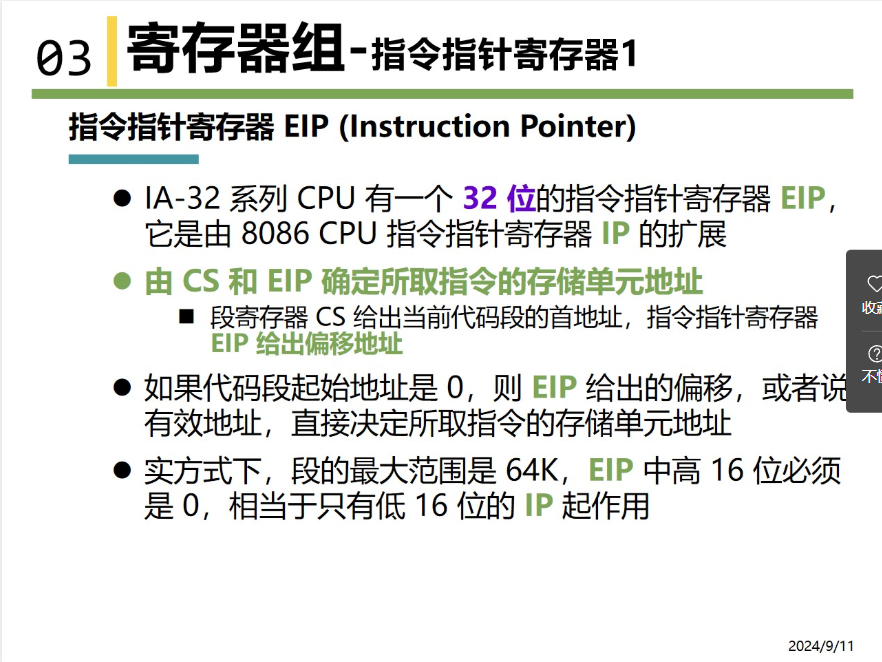 03 寄存器组-指令指针寄存器1
指令指针寄存器 EIP (Instruction Pointer)
● IA-32 系列 CPU 有一个 32 位的指令指针寄存器 EIP，
它是由 8086 CPU 指令指针寄存器 IP 的扩展
● 由 CS 和 EIP 确定所取指令的存储单元地址
■ 段寄存器 CS 给出当前代码段的首地址，指令指针寄存器
EIP 给出偏移地址
● 如果代码段起始地址是 0，则 EIP 给出的偏移，或者说
有效地址，直接决定所取指令的存储单元地址
● 实方式下，段的最大范围是 64K，EIP 中高 16 位必须
是 0，相当于只有低 16 位的 IP 起作用
收
不
2024/9/11